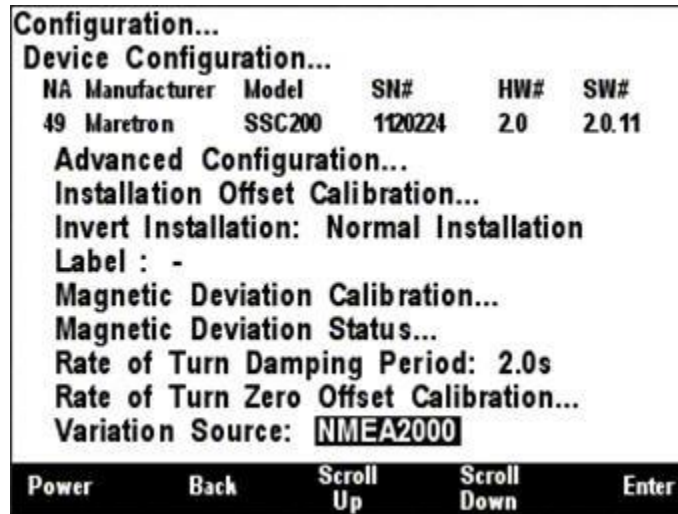 Configuration...
Device Configuration...
NA Manufacturer Model SN# HW# SW#
49 Maretron SSC200 1120224 2.0 2.0.11
Advanced Configuration...
Installation Offset Calibration...
Invert Installation: Normal Installation
Label : -
Magnetic Deviation Calibration...
Magnetic Deviation Status...
Rate of Turn Damping Period: 2.0s
Rate of Turn Zero Offset Calibration...
Variation Source: NMEA2000
Power Back Scroll Up Scroll Down Enter